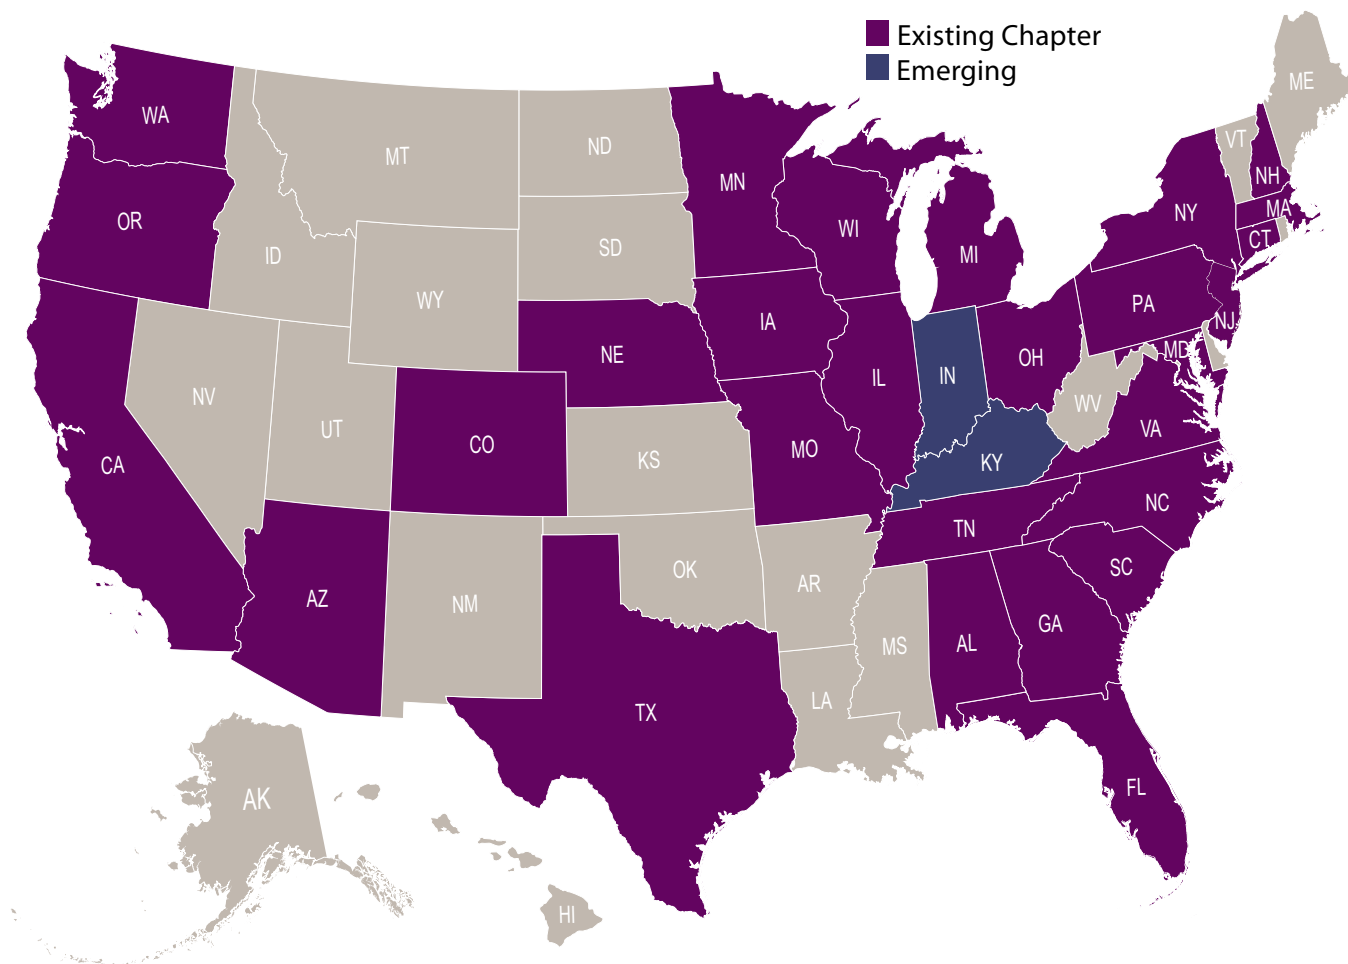 Existing Chapter
Emerging
ME
WA
VT
ND
MT
NH
MN
MA
NY
OR
WI
CT
SD
ID
MI
WY
PA
IA
NJ
MD
NE
OH
IN
IL
NV
WV
UT
VA
CO
MO
KS
CA
KY
NC
TN
SC
OK
AR
AZ
NM
GA
AL
MS
LA
TX
FL
AK
HI